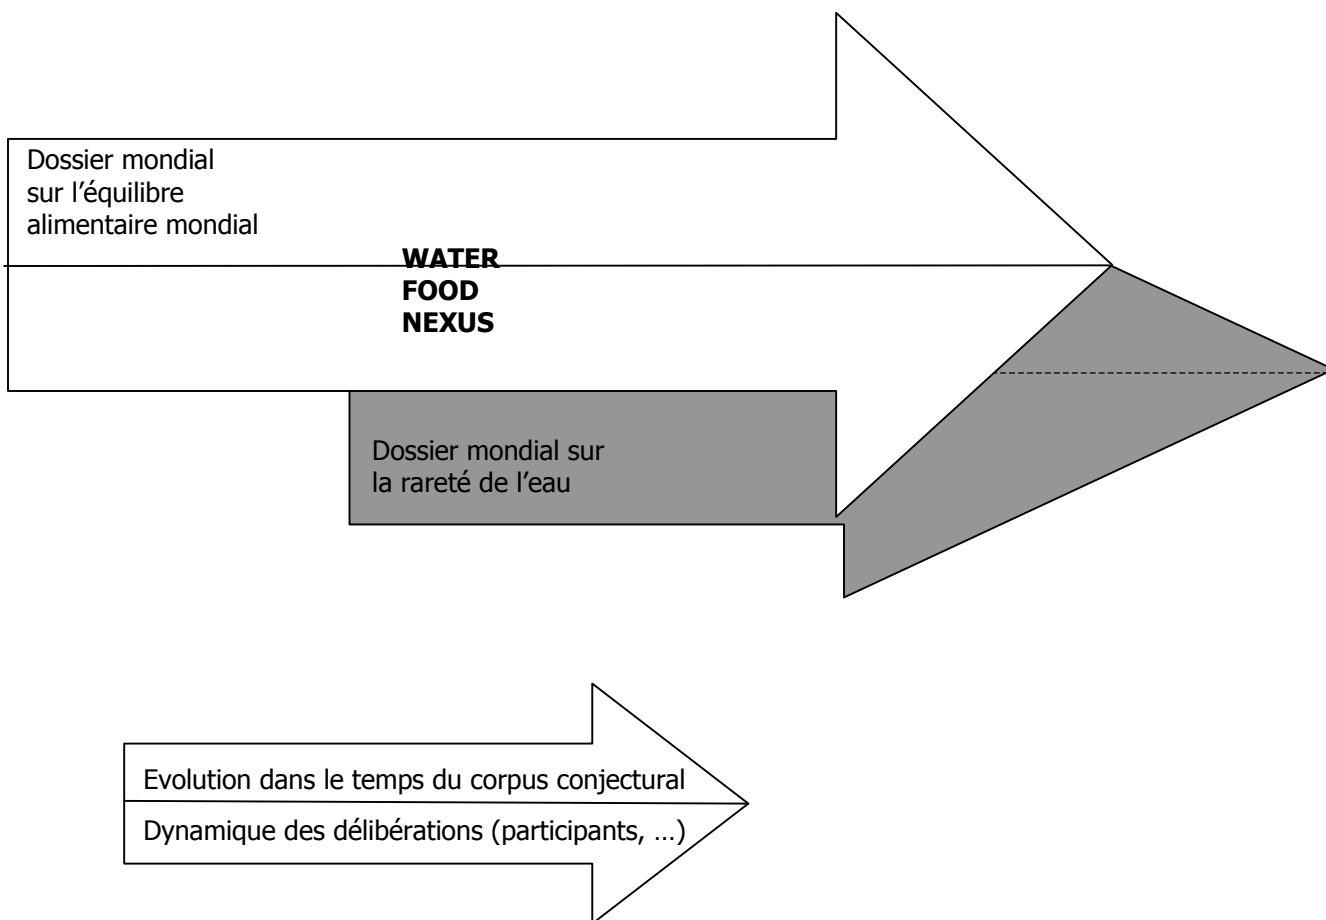 Dossier mondial
sur l’équilibre
alimentaire mondial
WATER
FOOD
NEXUS
Dossier mondial sur
la rareté de l’eau
Evolution dans le temps du corpus conjectural
Dynamique des délibérations (participants, …)